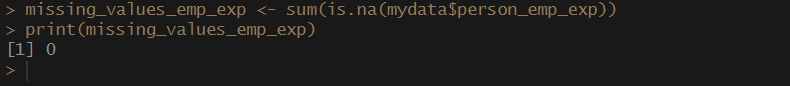 > missing_values_emp_exp <- sum(is.na(mydata$person_emp_exp))
> print(missing_values_emp_exp)
[1] 0
>